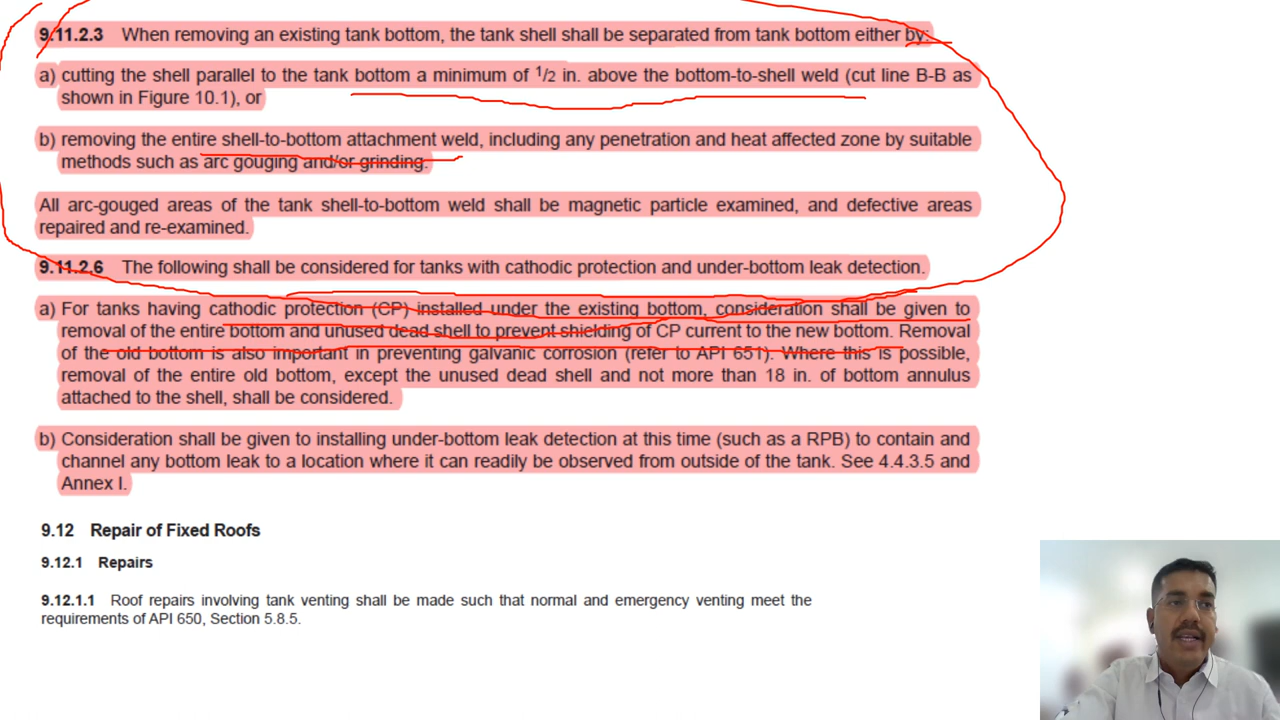 9.11.2.3 When removing an existing tank bottom, the tank shell shall be separated from tank bottom either by:
a) cutting the shell parallel to the tank bottom a minimum of 1/2 in. above the bottom-to-shell weld (cut line B-B as
shown in Figure 10.1), or
b) removing the entire shell-to-bottom attachment weld, including any penetration and heat affected zone by suitable
methods such as arc gouging and/or grinding.
All arc-gouged areas of the tank shell-to-bottom weld shall be magnetic particle examined, and defective areas
repaired and re-examined.
9.11.2.6 The following shall be considered for tanks with cathodic protection and under-bottom leak detection.
a) For tanks having cathodic protection (CP) installed under the existing bottom, consideration shall be given to
removal of the entire bottom and unused dead shell to prevent shielding of CP current to the new bottom. Removal
of the old bottom is also important in preventing galvanic corrosion (refer to API 651). Where this is possible,
removal of the entire old bottom, except the unused dead shell and not more than 18 in. of bottom annulus
attached to the shell, shall be considered.
b) Consideration shall be given to installing under-bottom leak detection at this time (such as a RPB) to contain and
channel any bottom leak to a location where it can readily be observed from outside of the tank. See 4.4.3.5 and
Annex I.
9.12 Repair of Fixed Roofs
9.12.1 Repairs
9.12.1.1 Roof repairs involving tank venting shall be made such that normal and emergency venting meet the
requirements of API 650, Section 5.8.5.